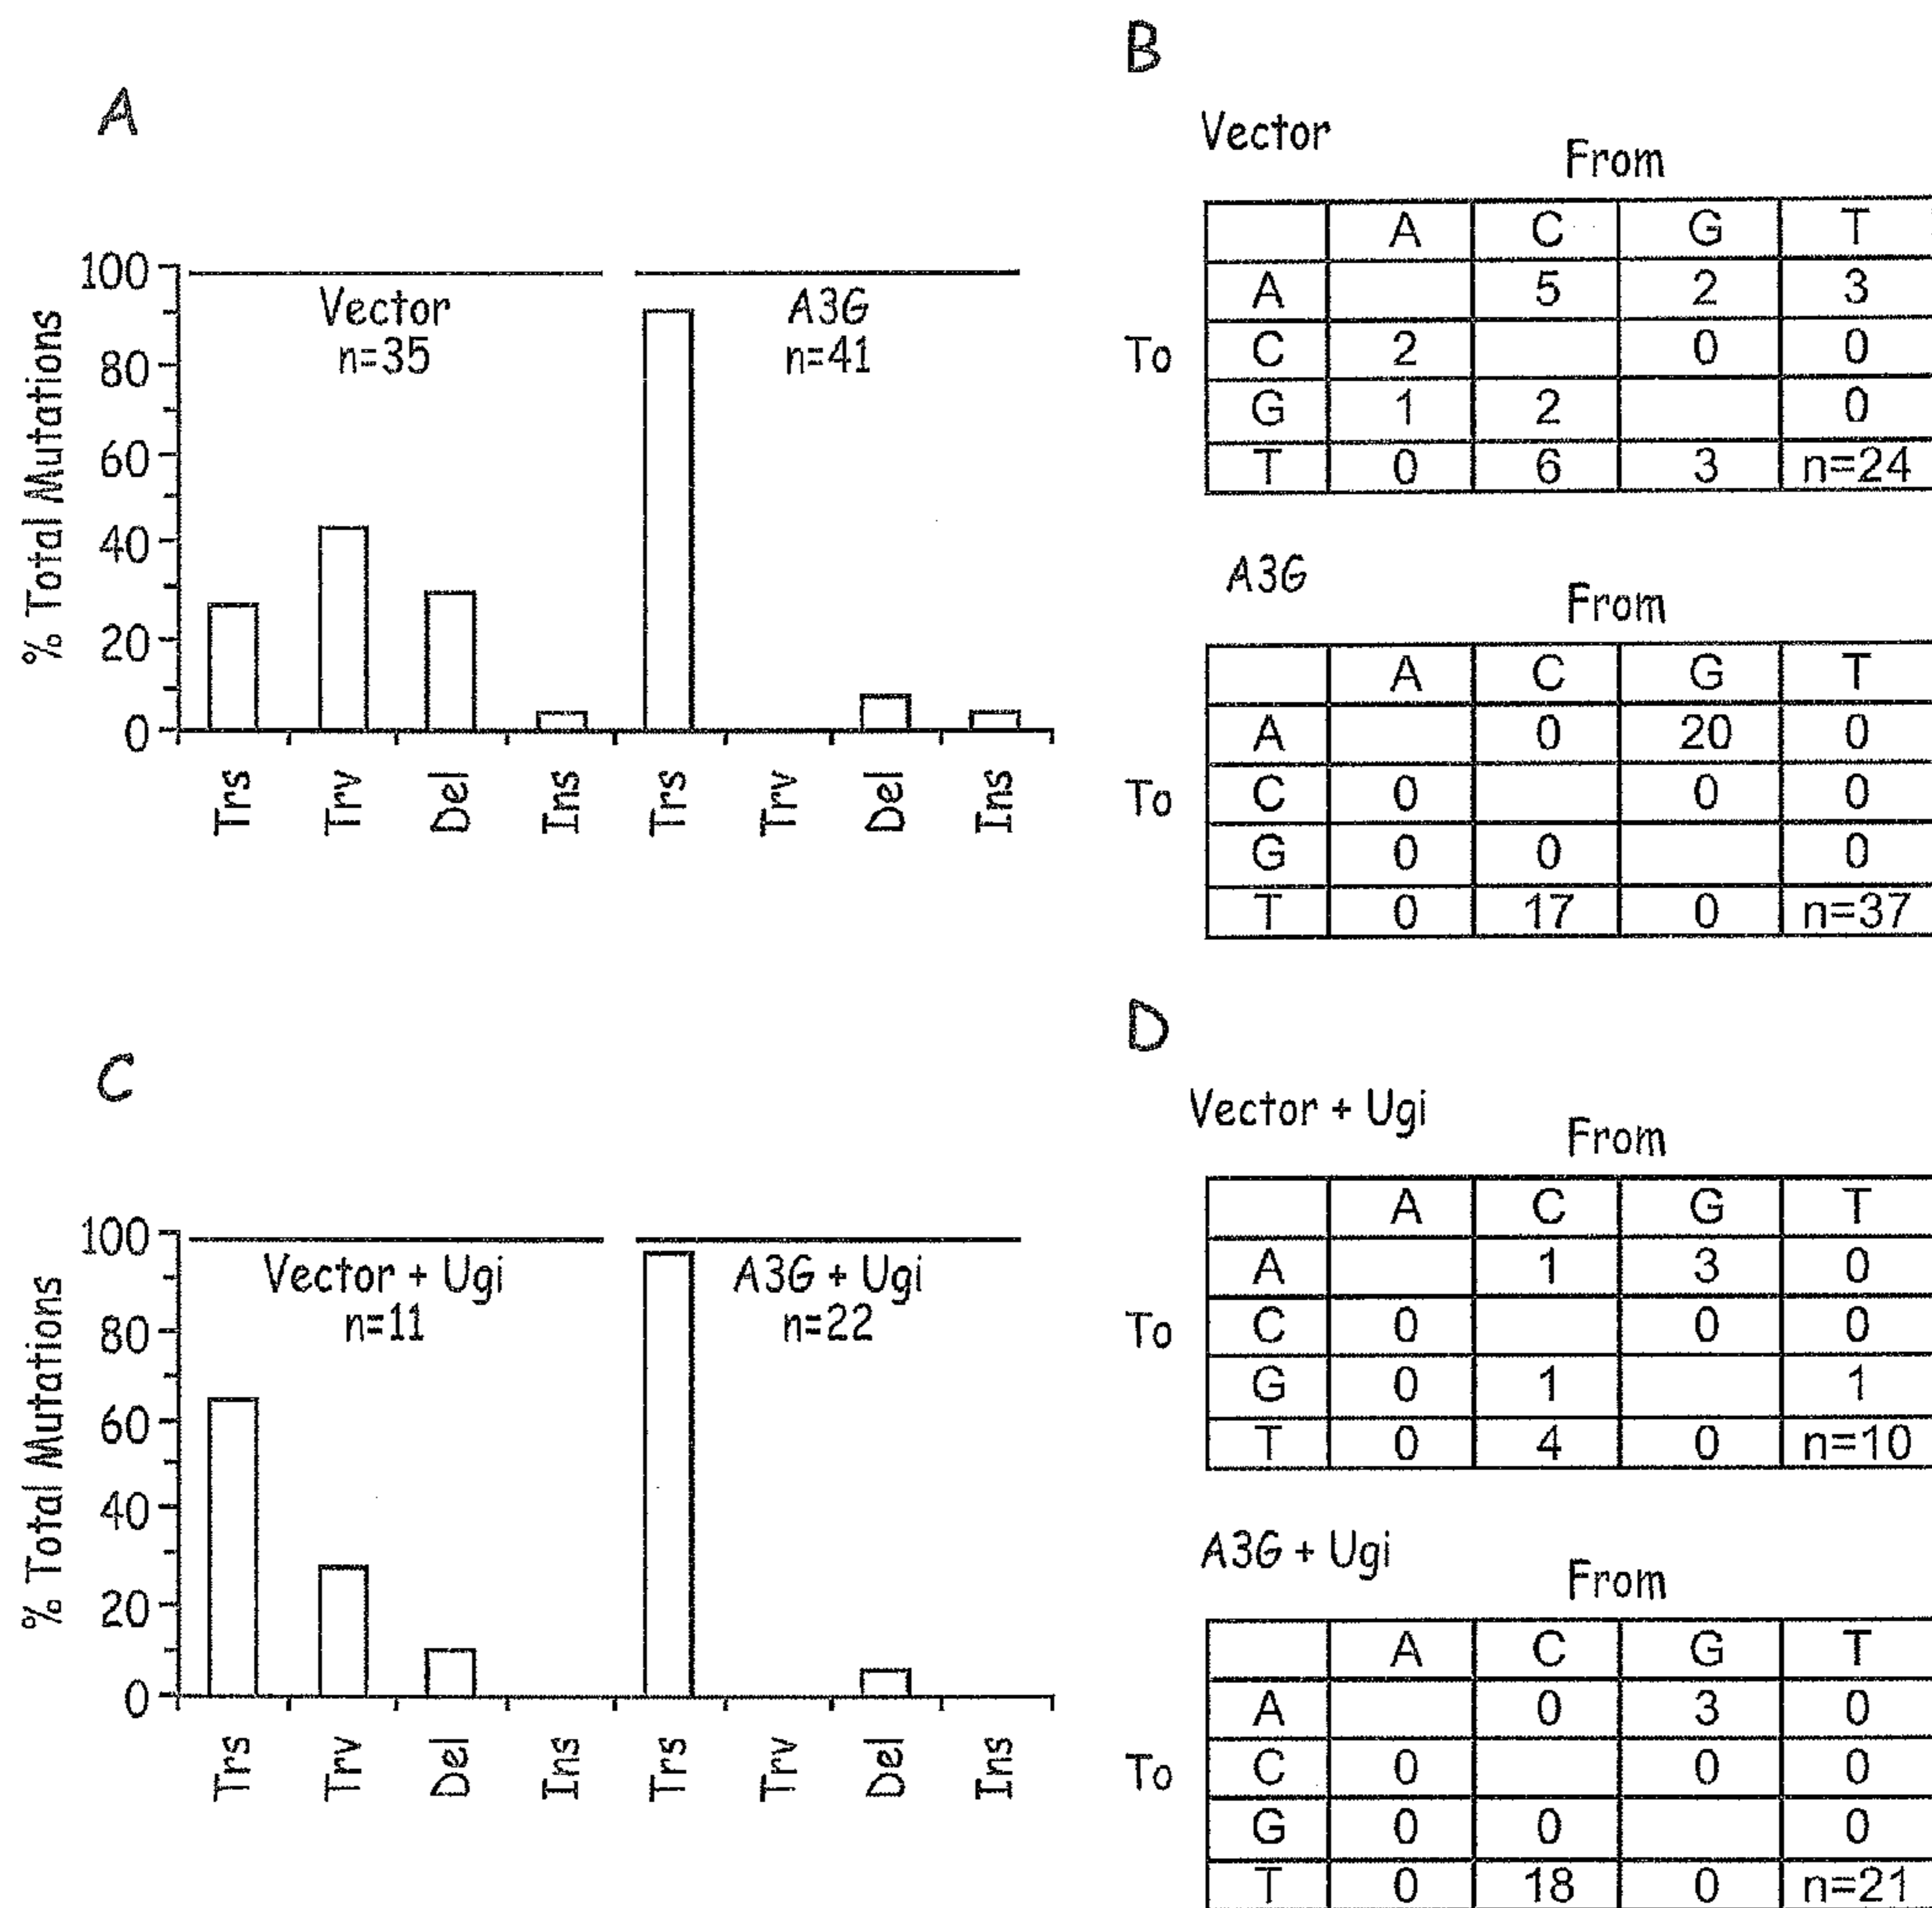 A
100
80
60
40
20
0
% Total Mutations
Vector
n=35
A3G
n=41
Trs Trv Del Ins Trs Trv Del Ins
B
Vector
From
A C G T
A 5 2 3
To
C 2 0 0
G 1 2 0
T 0 6 3 n=24
A3G
From
A C G T
A 0 20 0
To
C 0 0 0
G 0 0 0
T 0 17 0 n=37
C
100
80
60
40
20
0
% Total Mutations
Vector + Ugi
n=11
A3G + Ugi
n=22
Trs Trv Del Ins Trs Trv Del Ins
D
Vector + Ugi
From
A C G T
A 1 3 0
To
C 0 0 0
G 0 1 1
T 0 4 0 n=10
A3G + Ugi
From
A C G T
A 0 3 0
To
C 0 0 0
G 0 0 0
T 0 18 0 n=21